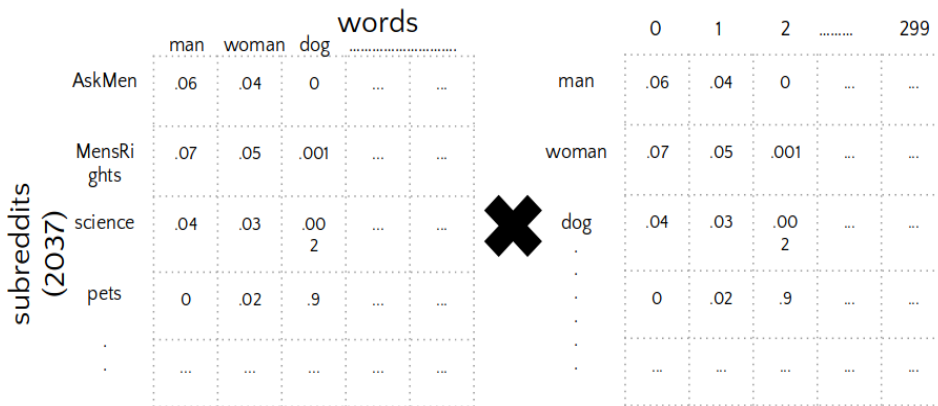 words
man woman dog ............................
AskMen .06 .04 0 ... ...
MensRi
ghts .07 .05 .001 ... ...
science .04 .03 .00
2 ... ...
pets 0 .02 .9 ... ...
.
. ... ... ... ... ...
subreddits
(2037)
0 1 2 ......... 299
man .06 .04 0 ... ...
woman .07 .05 .001 ... ...
dog .04 .03 .00
2 ... ...
.
.
. 0 .02 .9 ... ...
.
.
. ... ... ... ... ...